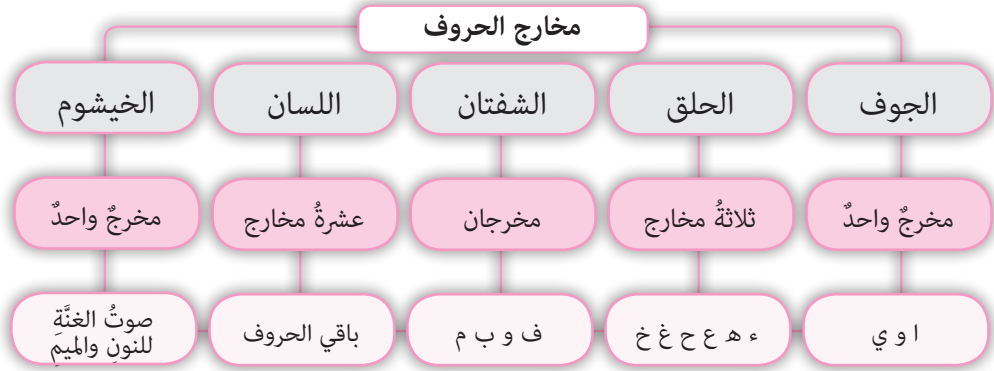 مخارج الحروف
الجوف
الحلق
الشفتان
اللسان
الخيشوم
مخرجٌ واحدٌ
ثلاثةُ مخارج
مخرجان
عشرةُ مخارج
مخرجٌ واحدٌ
ا و ي
ء ه ع ح غ خ
ف و ب م
باقي الحروف
صوتُ الغنَّةِ
للنونِ والميمِ